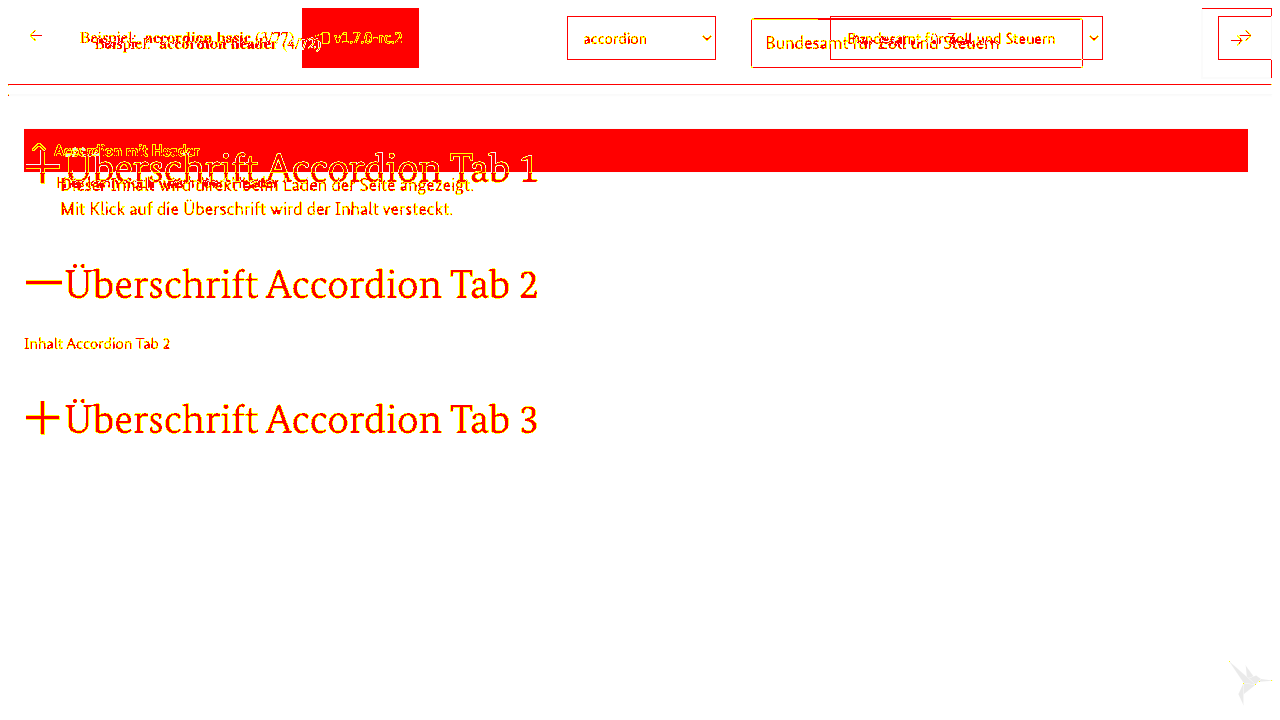 Beispiel: accordion basic (1/77)
Beispiel: accordion header (4/72)
v1.7.0-rc.2
accordion
Bundesamt für Zoll und Steuern
Bundesamt für Zoll und Steuern
Accordion mit Header
Überschrift Accordion Tab 1
Dieser Inhalt wird direkt beim Laden der Seite angezeigt.
Mit Klick auf die Überschrift wird der Inhalt versteckt.
Überschrift Accordion Tab 2
Inhalt Accordion Tab 2
Überschrift Accordion Tab 3